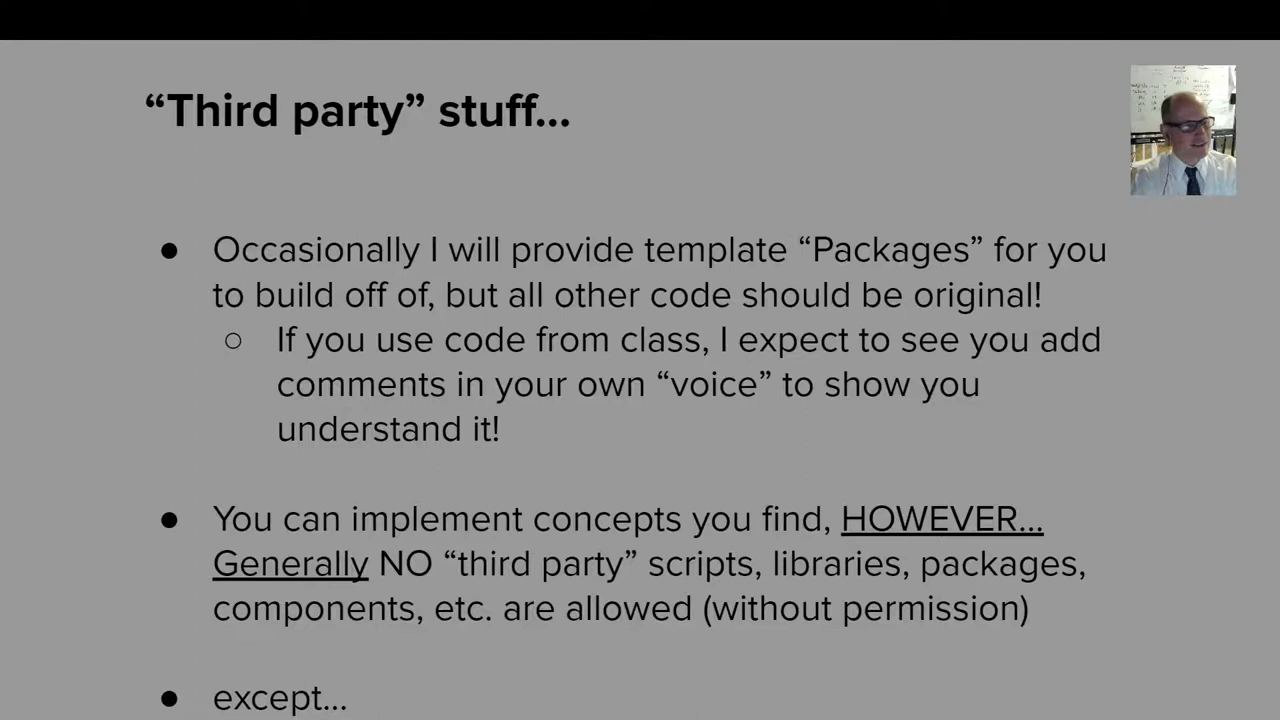 “Third party” stuff...
● Occasionally I will provide template “Packages” for you
to build off of, but all other code should be original!
○ If you use code from class, I expect to see you add
comments in your own “voice” to show you
understand it!
● You can implement concepts you find, HOWEVER...
Generally NO “third party” scripts, libraries, packages,
components, etc. are allowed (without permission)
● except...